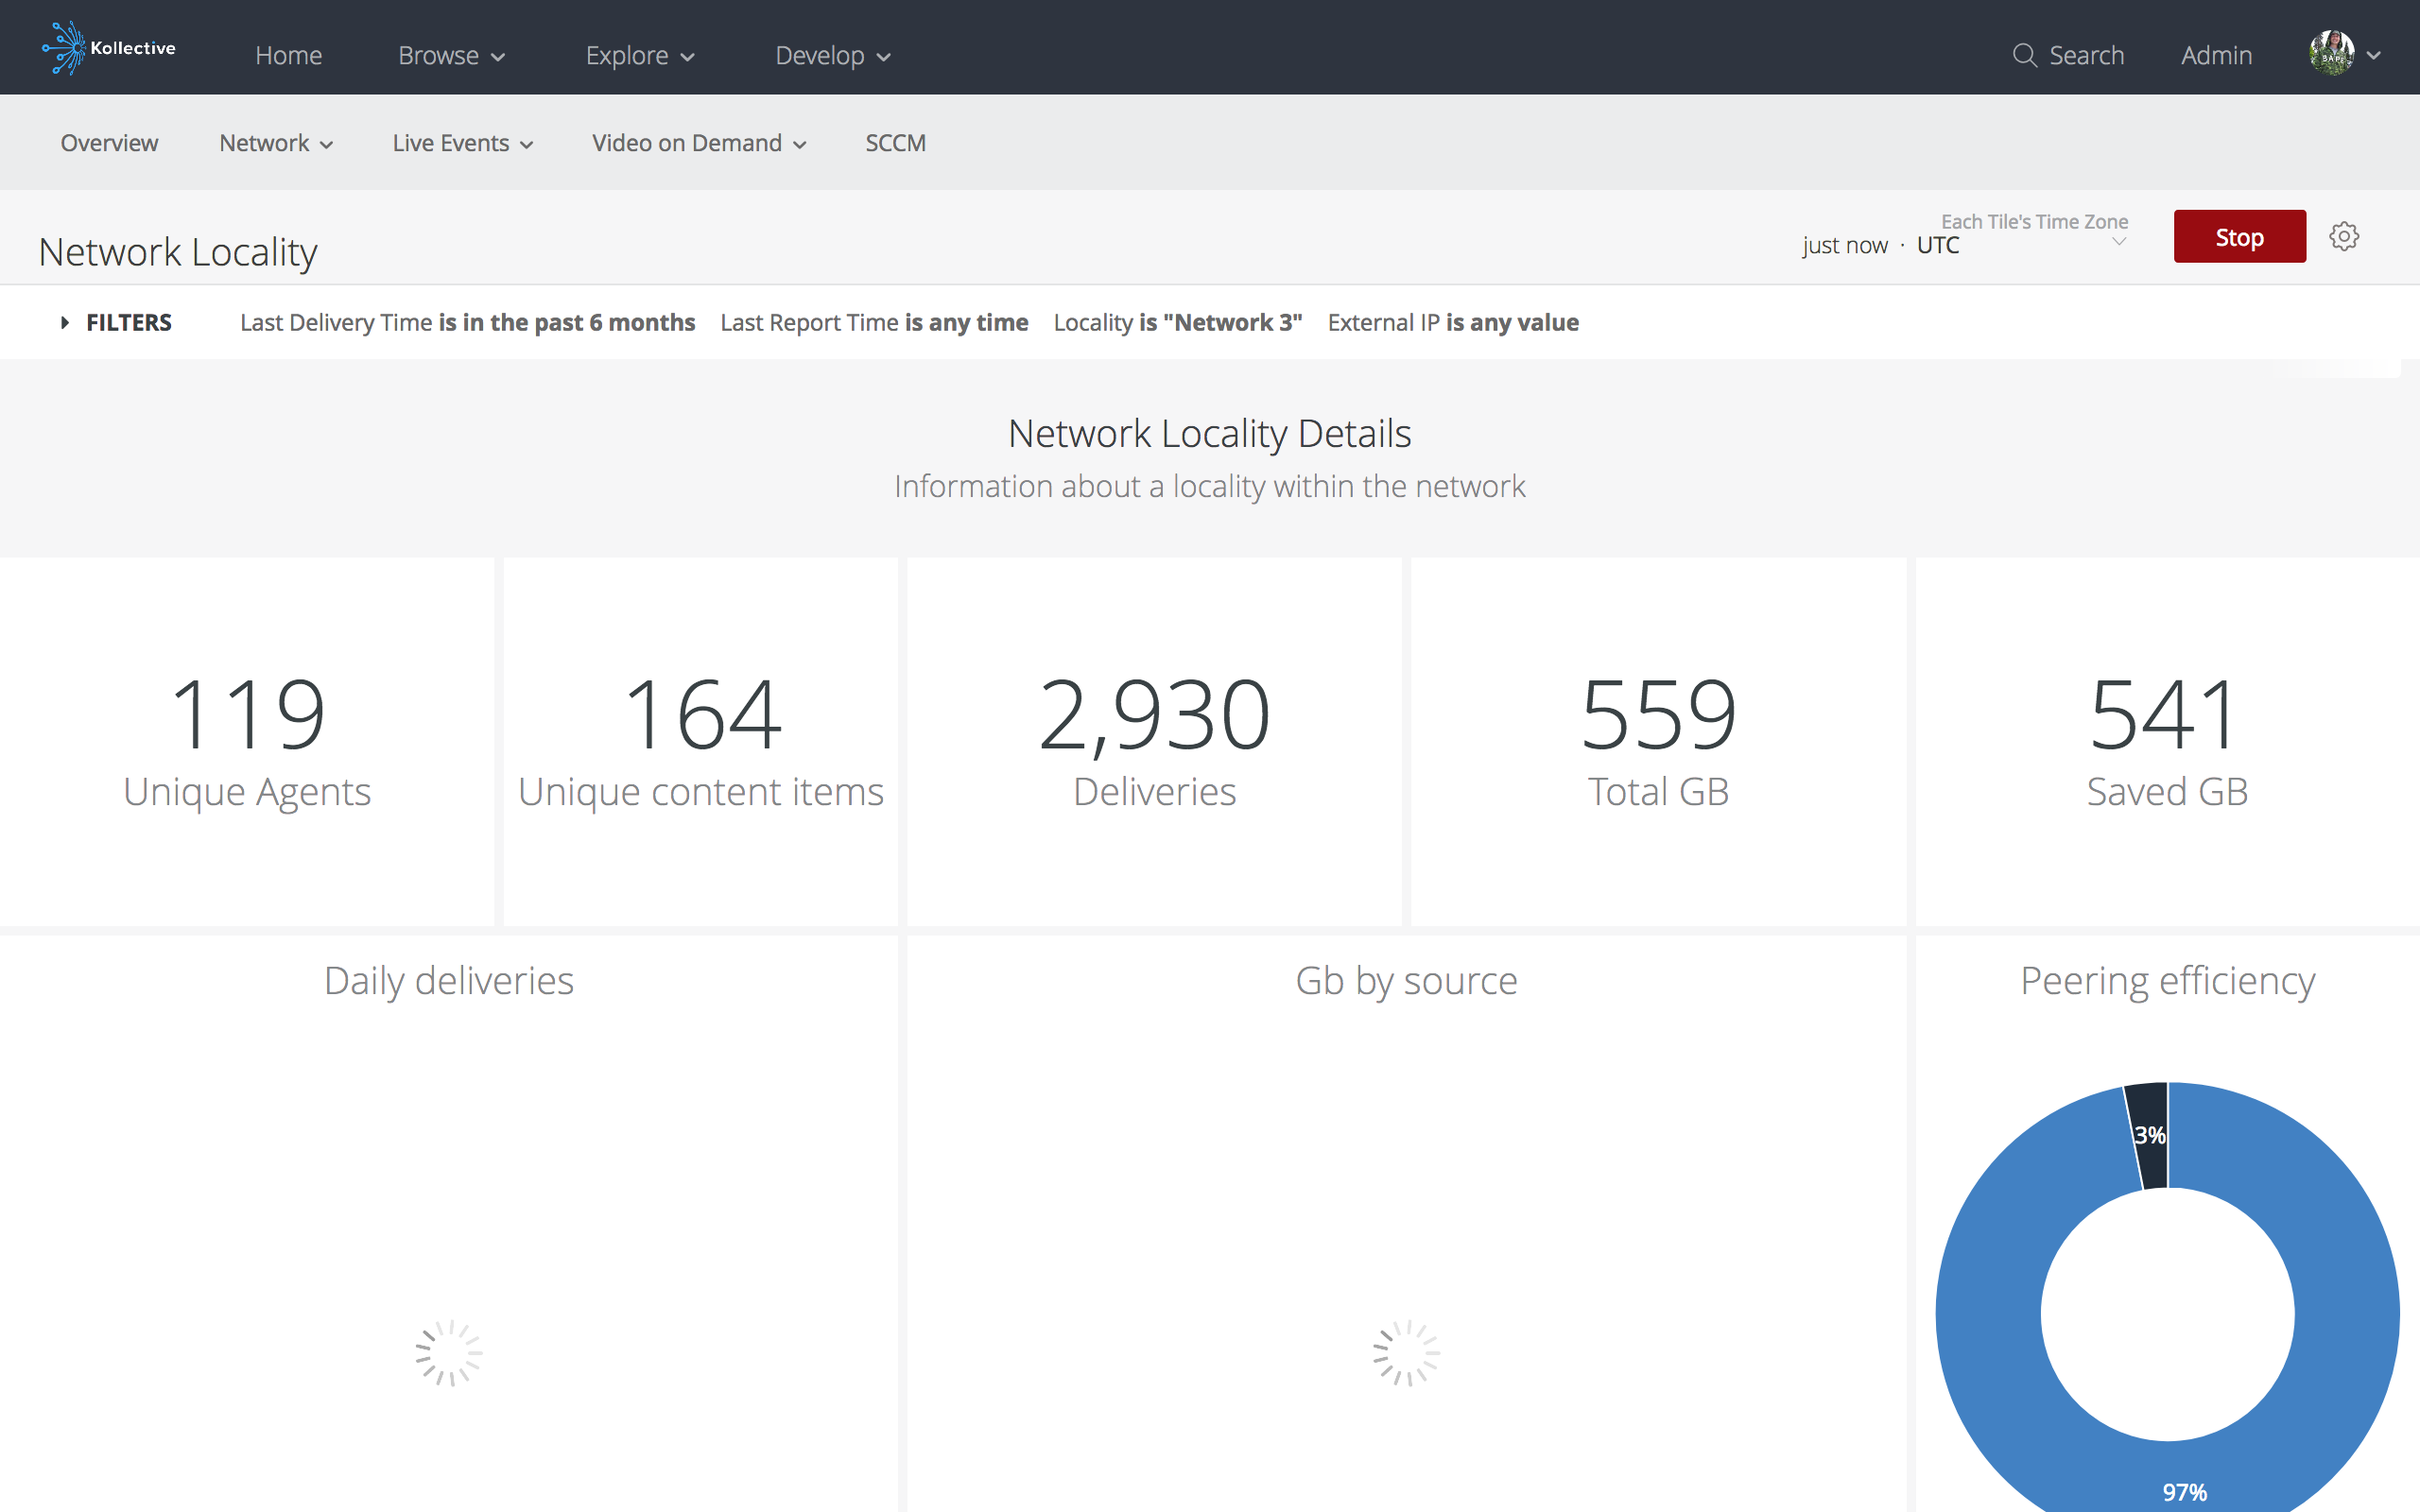 Kollective
Home Browse Explore Develop Search Admin
Overview Network Live Events Video on Demand SCCM
Network Locality
Each Tile's Time Zone
just now · UTC
Stop
FILTERS Last Delivery Time is in the past 6 months Last Report Time is any time Locality is "Network 3" External IP is any value
Network Locality Details
Information about a locality within the network
119
Unique Agents
164
Unique content items
2,930
Deliveries
559
Total GB
541
Saved GB
Daily deliveries
Gb by source
Peering efficiency
3%
97%